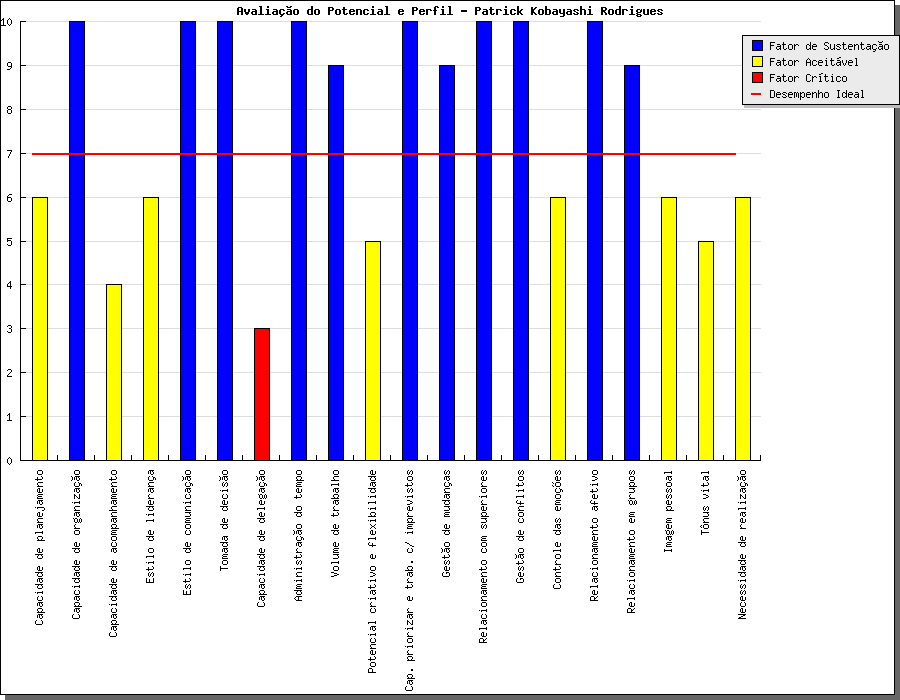 Avaliação do Potencial e Perfil - Patrick Kobayashi Rodrigues
Fator de Sustentação
Fator Aceitável
Fator Crítico
Desempenho Ideal
10
9
8
7
6
5
4
3
2
1
0
Capacidade de planejamento
Capacidade de organização
Capacidade de acompanhamento
Estilo de liderança
Estilo de comunicação
Tomada de decisão
Capacidade de delegação
Administração do tempo
Volume de trabalho
Potencial criativo e flexibilidade
Cap. priorizar e trab. c/ imprevistos
Gestão de mudanças
Relacionamento com superiores
Gestão de conflitos
Controle das emoções
Relacionamento afetivo
Relacionamento em grupos
Imagem pessoal
Tônus vital
Necessidade de realização